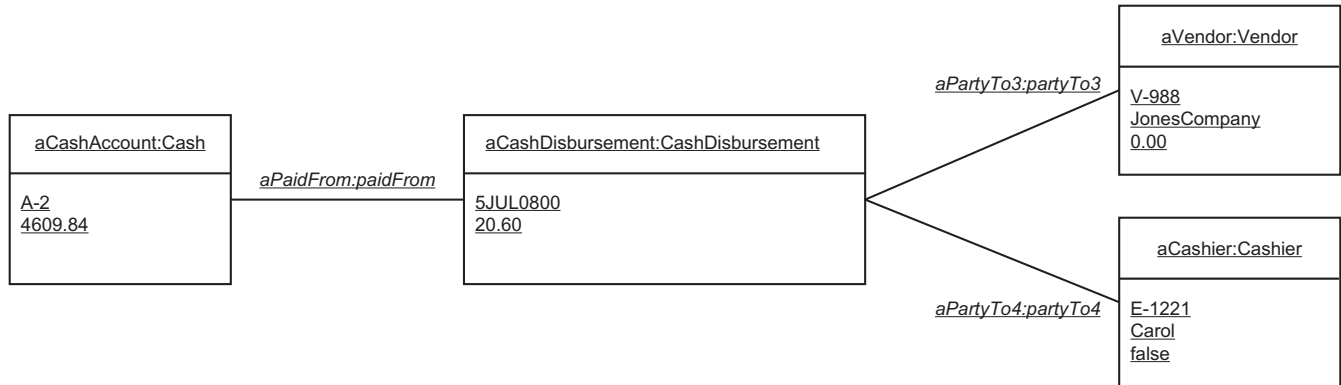 aCashAccount:Cash
A-2
4609.84
aPaidFrom:paidFrom
aCashDisbursement:CashDisbursement
5JUL0800
20.60
aPartyTo3:partyTo3
aVendor:Vendor
V-988
JonesCompany
0.00
aPartyTo4:partyTo4
aCashier:Cashier
E-1221
Carol
false